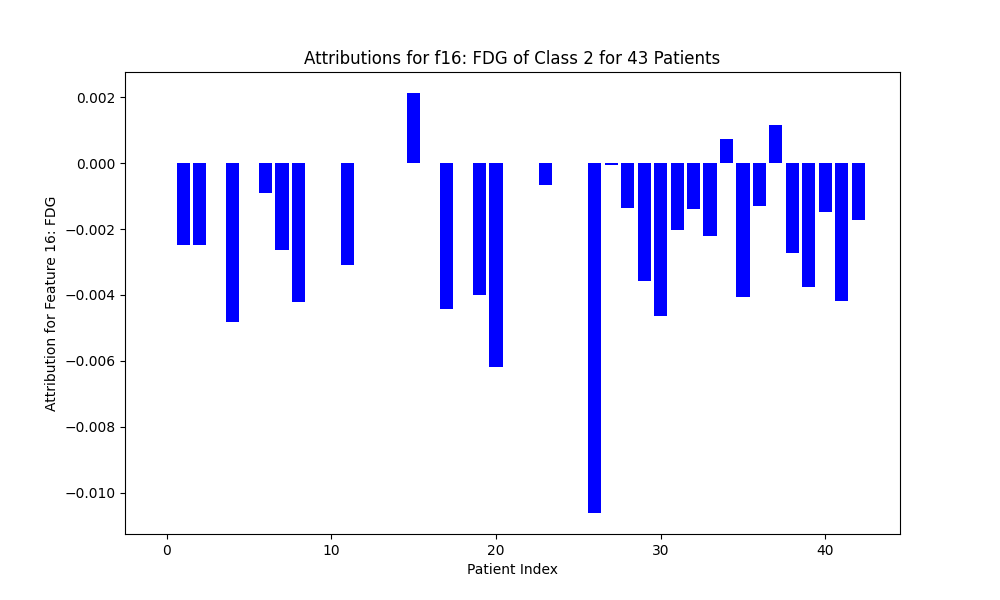 Attributions for f16: FDG of Class 2 for 43 Patients
0.002
0.000
−0.002
−0.004
−0.006
−0.008
−0.010
Attribution for Feature 16: FDG
0 10 20 30 40
Patient Index